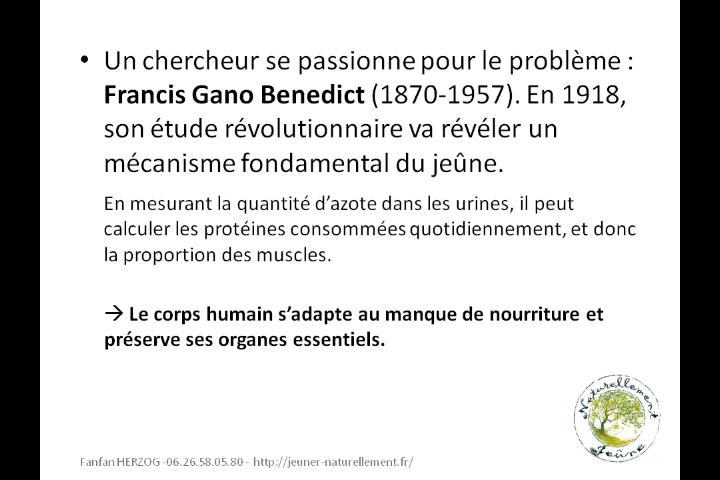 • Un chercheur se passionne pour le problème :
Francis Gano Benedict (1870-1957). En 1918,
son étude révolutionnaire va révéler un
mécanisme fondamental du jeûne.
En mesurant la quantité d’azote dans les urines, il peut
calculer les protéines consommées quotidiennement, et donc
la proportion des muscles.
→ Le corps humain s’adapte au manque de nourriture et
préserve ses organes essentiels.
Naturellement
Jeûne
Fanfan HERZOG -06.26.58.05.80 - http://jeuner-naturellement.fr/